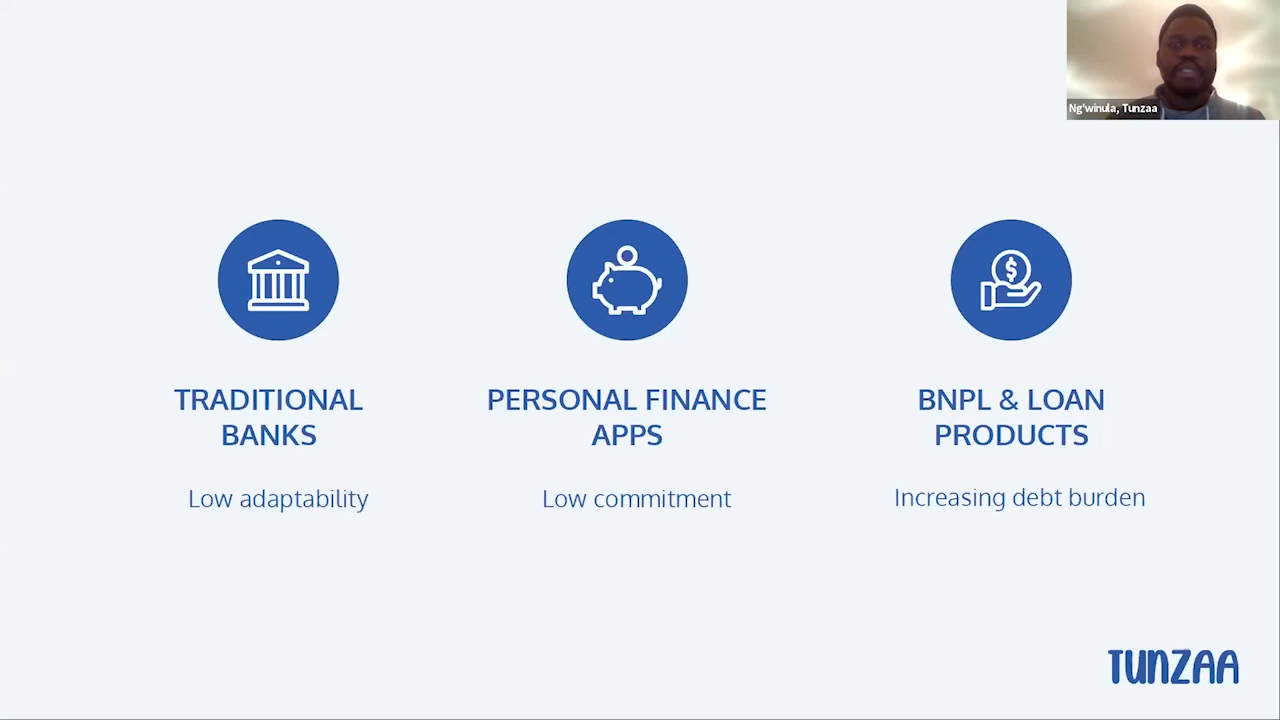 Ng'winula, Tunzaa
TRADITIONAL
BANKS
Low adaptability
PERSONAL FINANCE
APPS
Low commitment
$
BNPL & LOAN
PRODUCTS
Increasing debt burden
TUNZAA